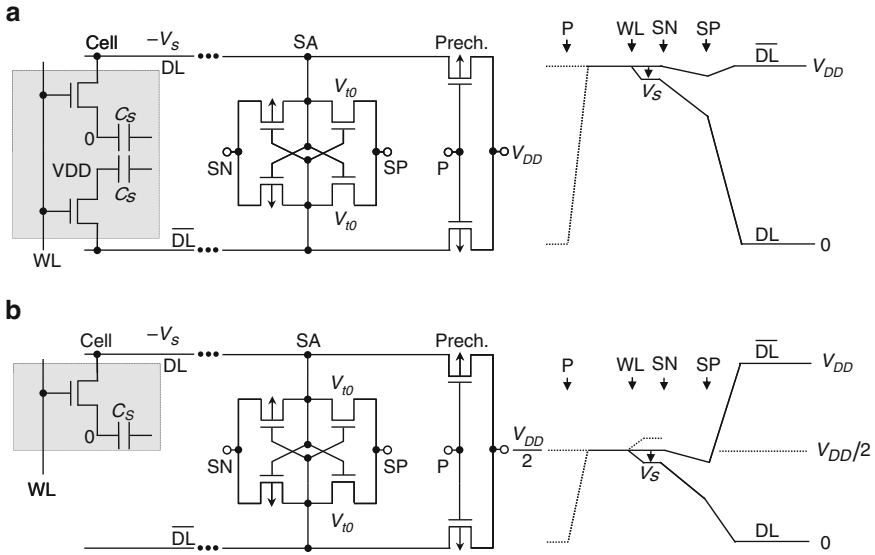 a
Cell
−Vs
DL
SA
Prech.
P
WL
SN
SP
DL
VDD
Vs
Vt0
Cs
0
VDD
Cs
SN
SP
P
VDD
Vt0
DL
WL
DL
0
b
Cell
−Vs
DL
SA
Prech.
P
WL
SN
SP
DL
VDD
Vt0
Cs
0
SN
SP
P
VDD
2
VDD/2
Vs
WL
Vt0
DL
DL
0